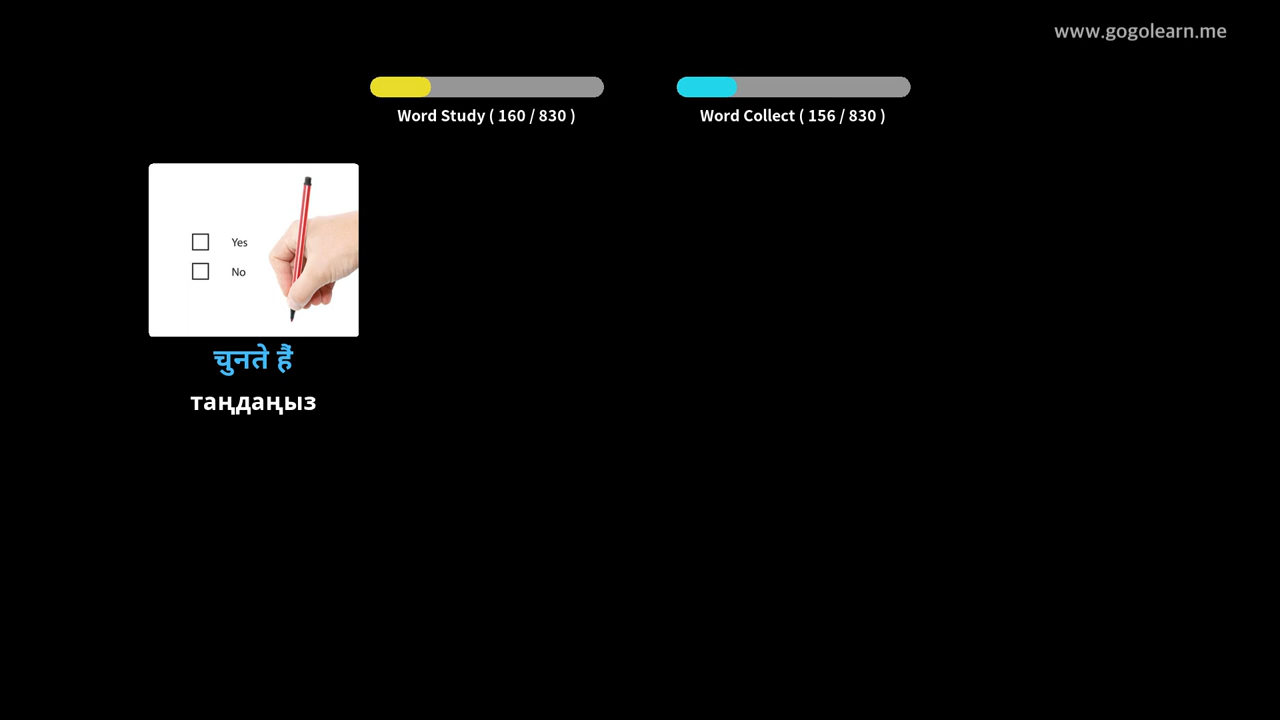 www.gogolearn.me
Word Study ( 160 / 830 )
Word Collect ( 156 / 830 )
Yes
No
चुनते हैं
таңдаңыз